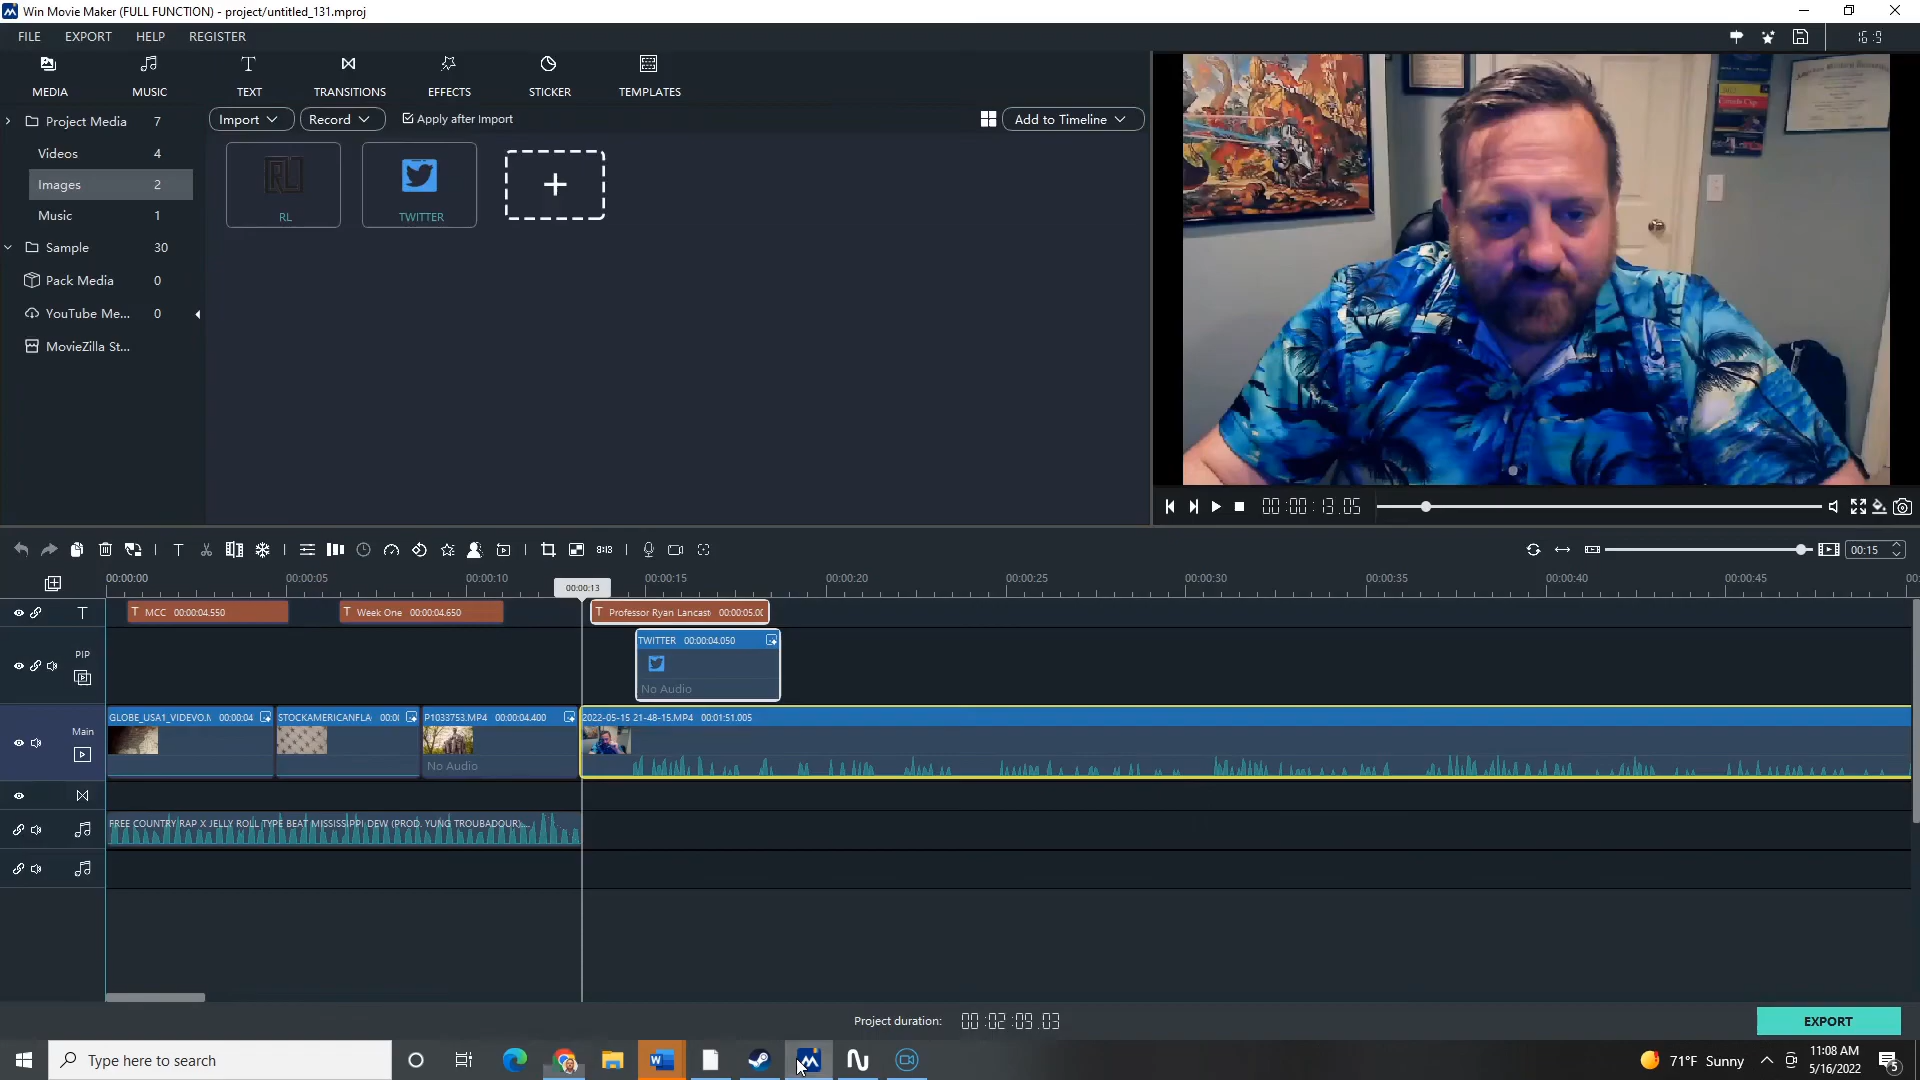 Win Movie Maker (FULL FUNCTION) - project/untitled_131.mproj
FILE EXPORT HELP REGISTER
16:9
MEDIA MUSIC TEXT TRANSITIONS EFFECTS STICKER TEMPLATES
Project Media 7
Import Record Apply after Import Add to Timeline
Videos 4
Images 2
Music 1
Sample 30
Pack Media 0
YouTube Me... 0
MovieZilla St...
RL
RL TWITTER
00:00:13.05
00:15
00:00:00 00:00:05 00:00:10 00:00:13 00:00:15 00:00:20 00:00:25 00:00:30 00:00:35 00:00:40 00:00:45
T T MCC 00:00:04.550 T Week One 00:00:04.650 T Professor Ryan Lancast 00:00:05.00
PIP
TWITTER 00:00:04.050
No Audio
Main
GLOBE_USA1_VIDEVO.M 00:00:04 STOCKAMERICANFLA 00:00 P1033753.MP4 00:00:04.400 2022-05-15 21-48-15.MP4 00:01:51.005
No Audio
FREE COUNTRY RAP X JELLY ROLL TYPE BEAT MISSISSIPPI DEW (PROD. YUNG TROUBADOUR)...
Project duration: 00:02:09.03
EXPORT
Type here to search
71°F Sunny
11:08 AM
5/16/2022
5